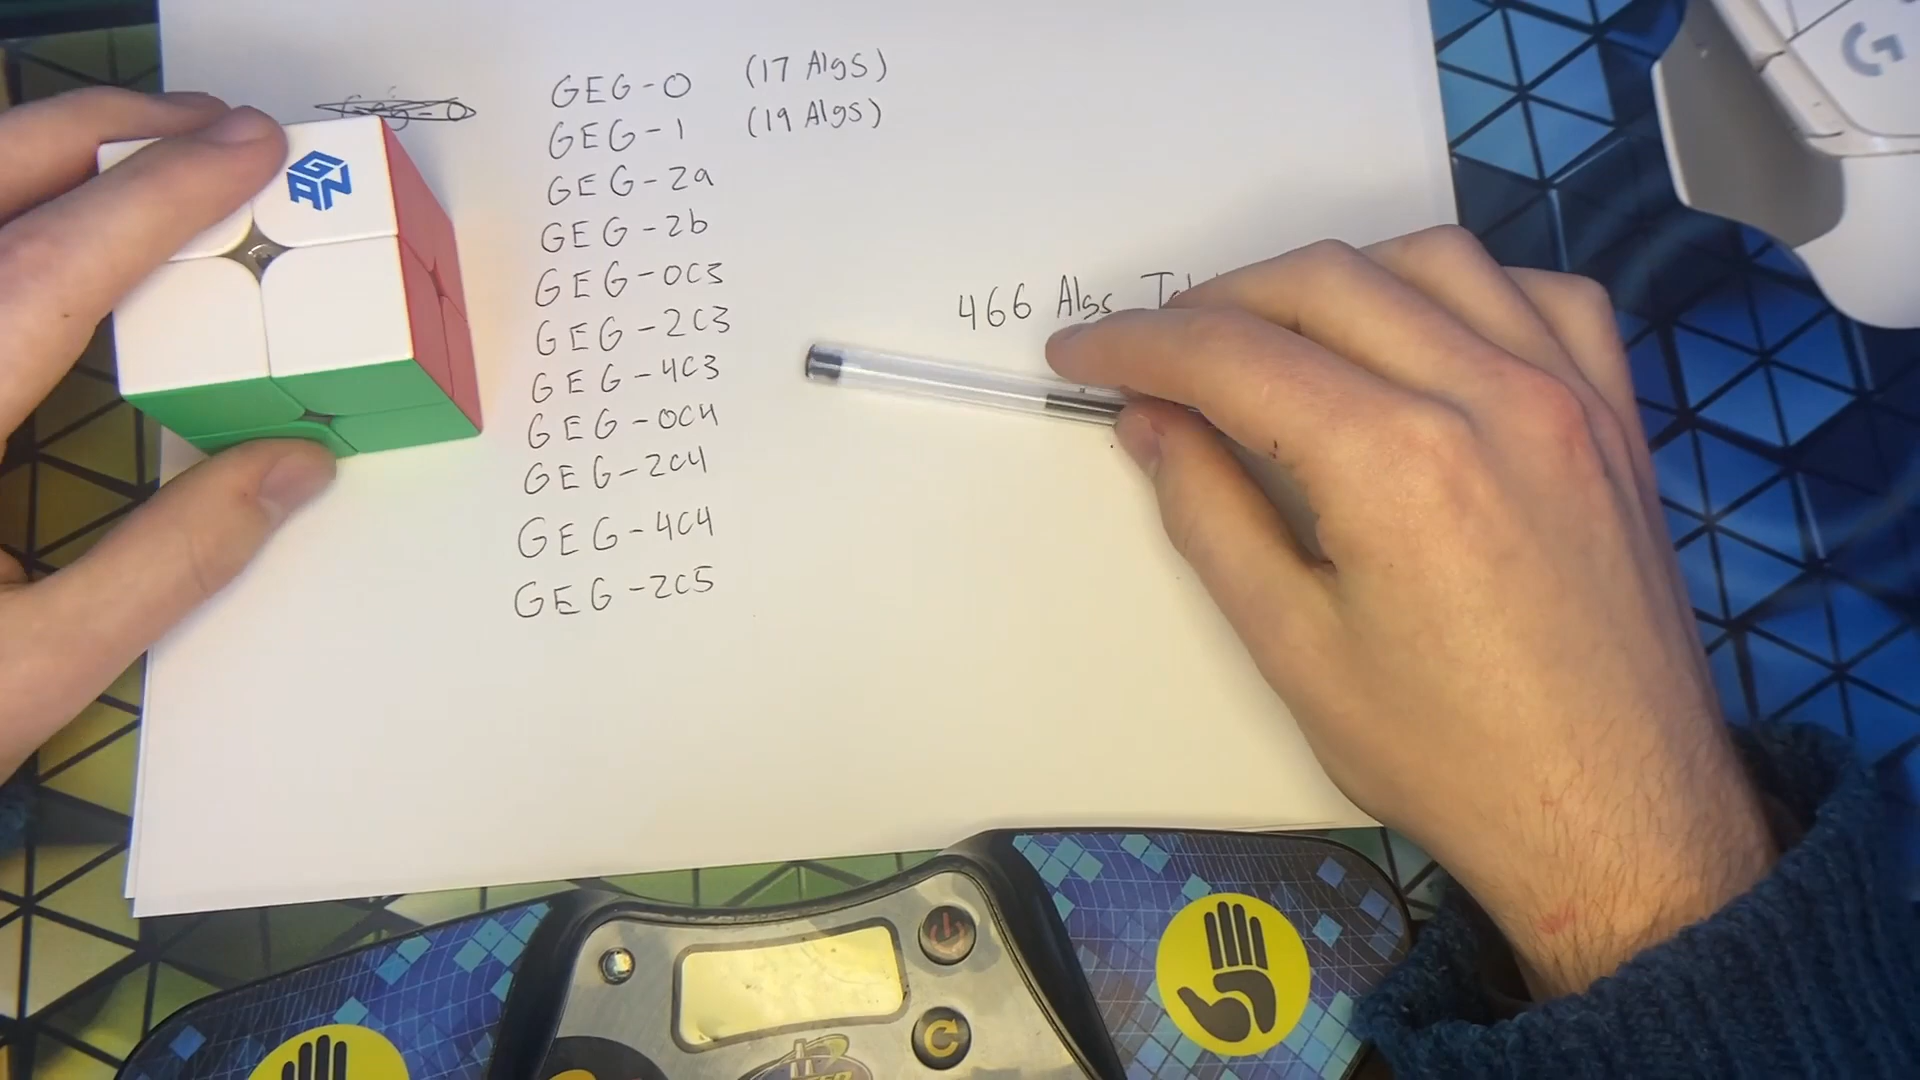 GEG-0 (17 Algs)
GEG-1 (19 Algs)
GEG-2a
GEG-2b
GEG-0C3
GEG-2C3
GEG-4C3
GEG-0C4
GEG-2C4
GEG-4C4
GEG-2C5
466 Algs
GAN